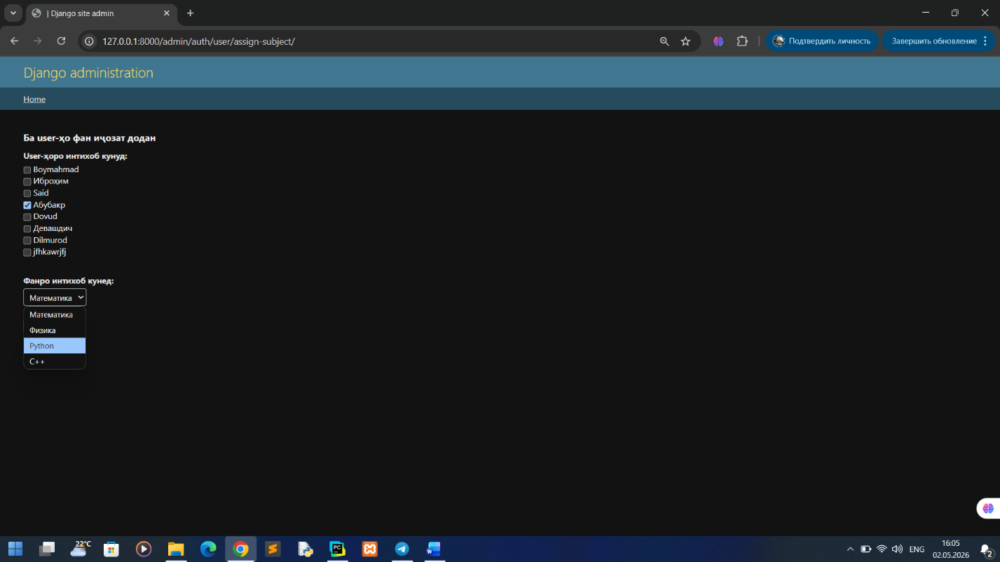 | Django site admin
127.0.0.1:8000/admin/auth/user/assign-subject/
Подтвердить личность
Завершить обновление
Django administration
Home
Ба user-ҳо фан иҷозат додан
User-ҳоро интихоб кунуд:
Boymahmad
Иброҳим
Said
Абубакр
Dovud
Девашдич
Dilmurod
jfhkawrjfj
Фанро интихоб кунед:
Математика
Математика
Физика
Python
C++
22°C
PC
W
ENG
16:05
02.05.2026
2